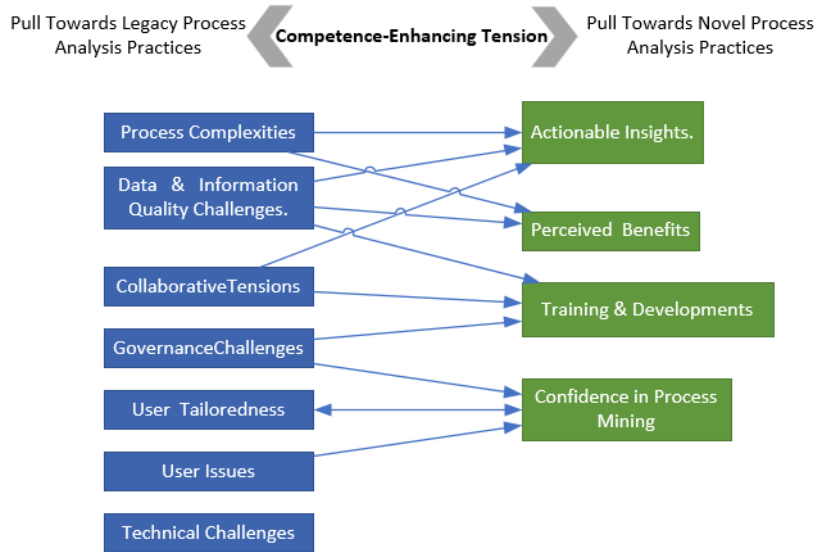 Pull Towards Legacy Process
Analysis Practices
Competence-Enhancing Tension
Pull Towards Novel Process
Analysis Practices
Process Complexities
Data & Information
Quality Challenges.
CollaborativeTensions
GovernanceChallenges
User Tailoredness
User Issues
Technical Challenges
Actionable Insights.
Perceived Benefits
Training & Developments
Confidence in Process
Mining